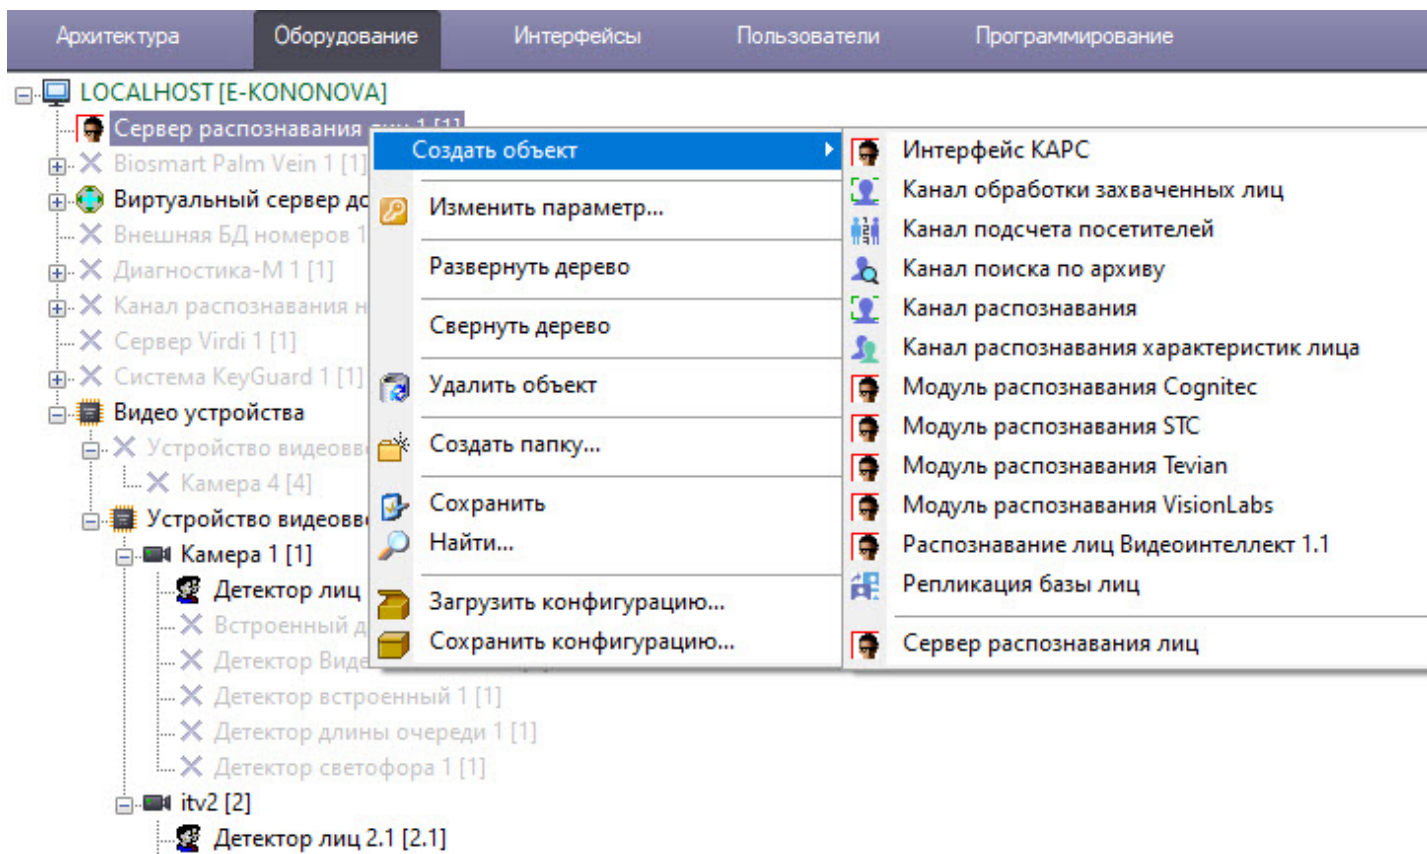 Архитектура Оборудование Интерфейсы Пользователи Программирование
LOCALHOST [E-KONONOVA]
Сервер распознавания лиц 1 [1]
Biosmart Palm Vein 1 [1]
Виртуальный сервер
Внешняя БД номеров 1
Диагностика-М 1 [1]
Канал распознавания
Сервер Virdi 1 [1]
Система KeyGuard 1 [1]
Видео устройства
Устройство
Камера 4 [4]
Устройство
Камера 1 [1]
Детектор лиц
Встроенный
Детектор
Детектор встроенный 1 [1]
Детектор длины очереди 1 [1]
Детектор светофора 1 [1]
itv2 [2]
Детектор лиц 2.1 [2.1]
Создать объект
Изменить параметр...
Развернуть дерево
Свернуть дерево
Удалить объект
Создать папку...
Сохранить
Найти...
Загрузить конфигурацию...
Сохранить конфигурацию...
Интерфейс КАРС
Канал обработки захваченных лиц
Канал подсчета посетителей
Канал поиска по архиву
Канал распознавания
Канал распознавания характеристик лица
Модуль распознавания Cognitec
Модуль распознавания STC
Модуль распознавания Tevian
Модуль распознавания VisionLabs
Распознавание лиц Видеоинтеллект 1.1
Репликация базы лиц
Сервер распознавания лиц